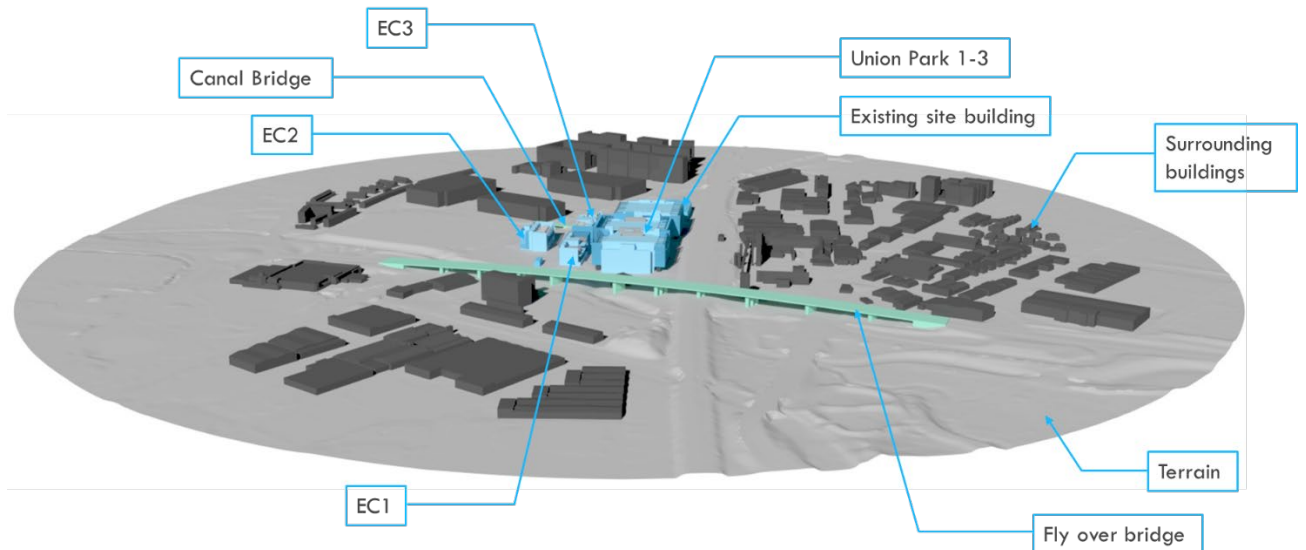 EC3
Union Park 1-3
Canal Bridge
Existing site building
EC2
Surrounding
buildings
Terrain
EC1
Fly over bridge